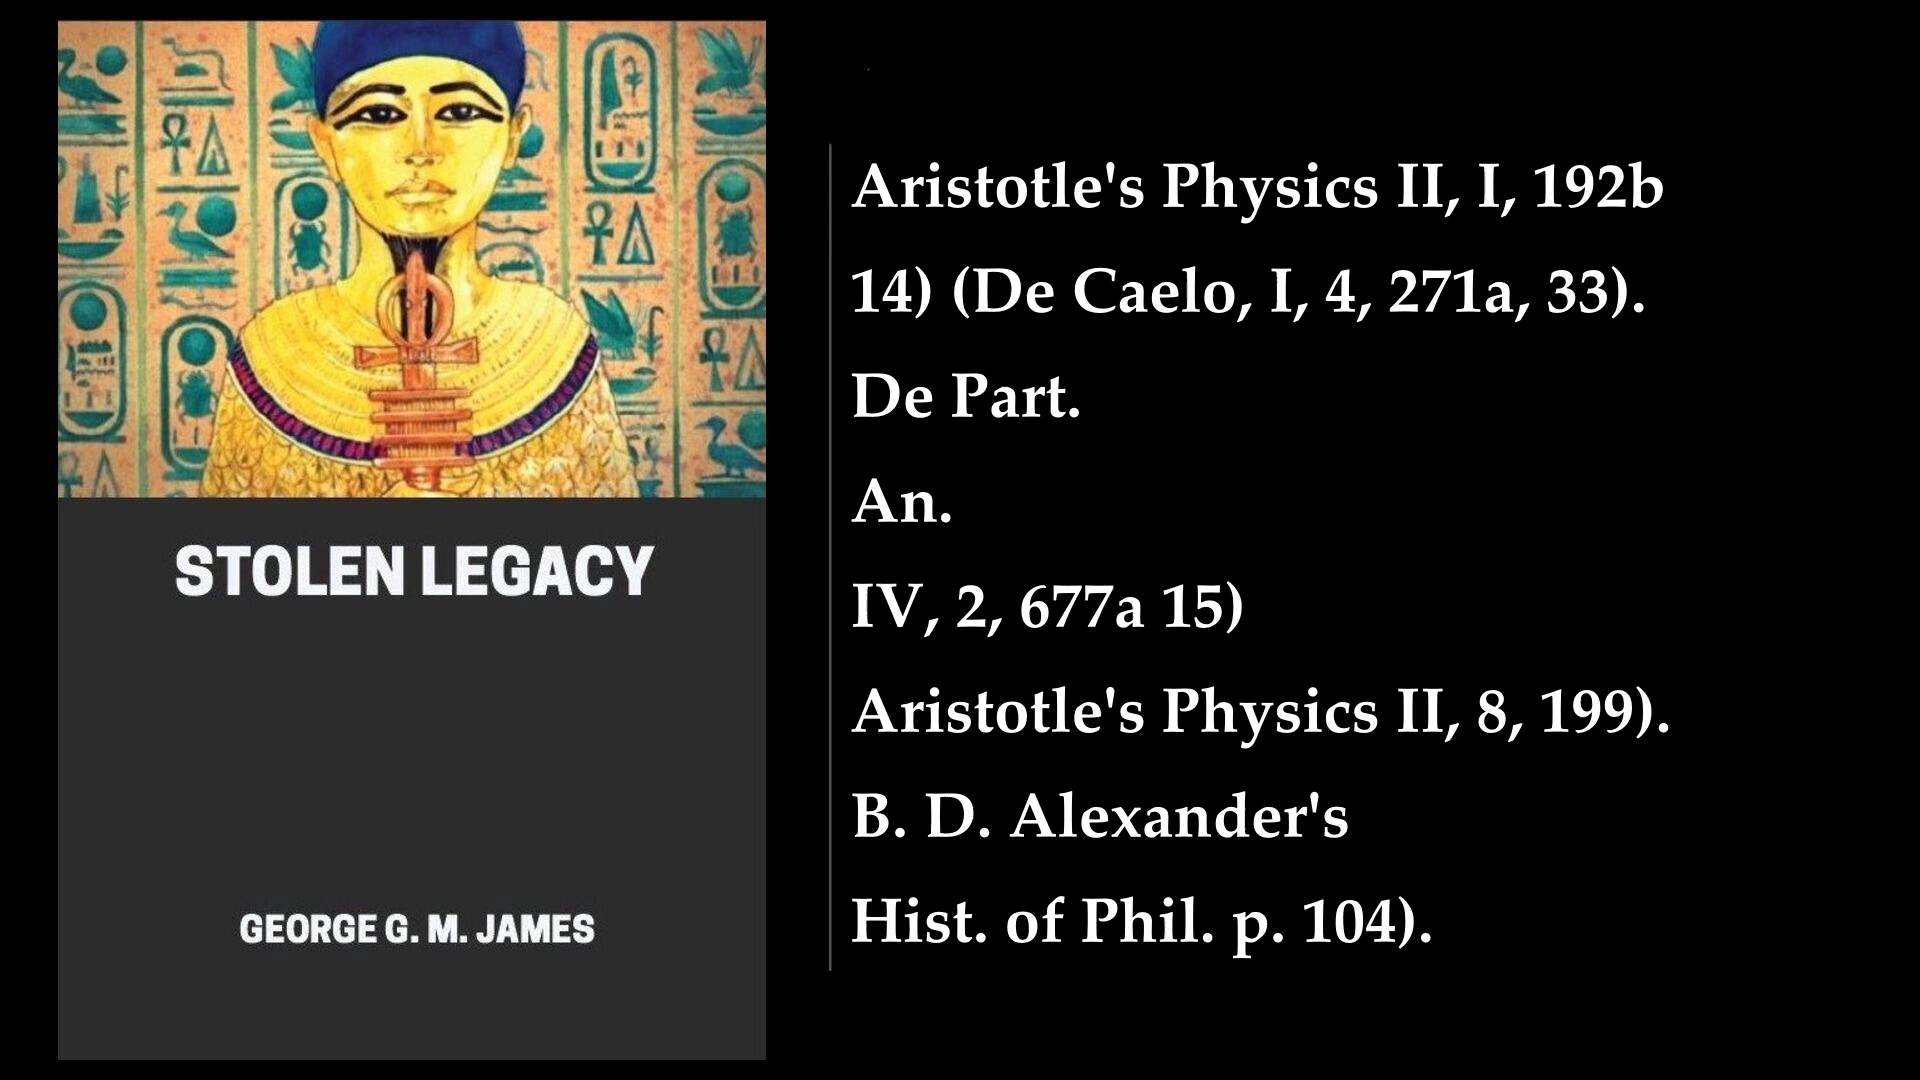 STOLEN LEGACY
GEORGE G. M. JAMES
Aristotle's Physics II, I, 192b
14) (De Caelo, I, 4, 271a, 33).
De Part.
An.
IV, 2, 677a 15)
Aristotle's Physics II, 8, 199).
B. D. Alexander's
Hist. of Phil. p. 104).